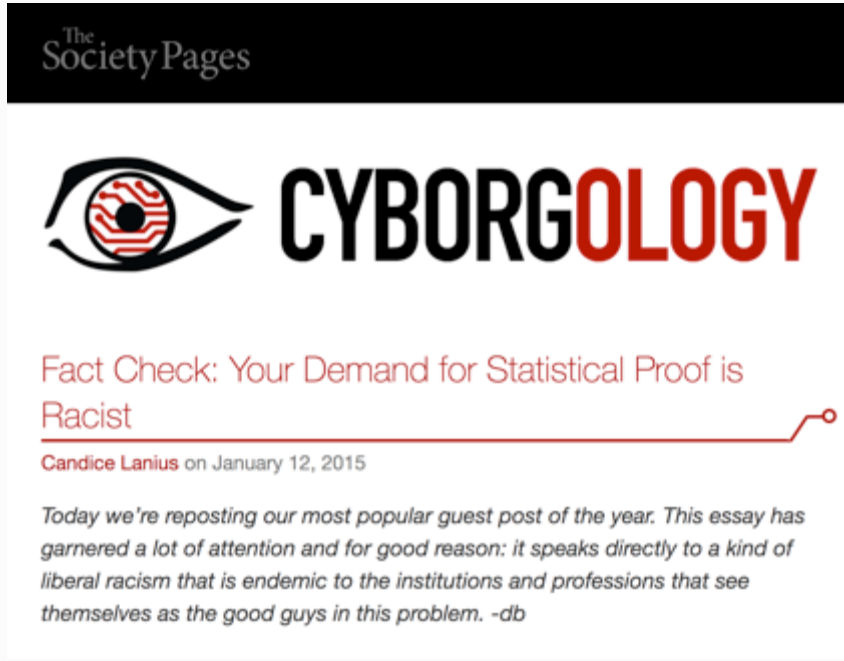 The
Society Pages
CYBORGOLOGY
Fact Check: Your Demand for Statistical Proof is
Racist
Candice Lanius on January 12, 2015
Today we're reposting our most popular guest post of the year. This essay has
garnered a lot of attention and for good reason: it speaks directly to a kind of
liberal racism that is endemic to the institutions and professions that see
themselves as the good guys in this problem. -db